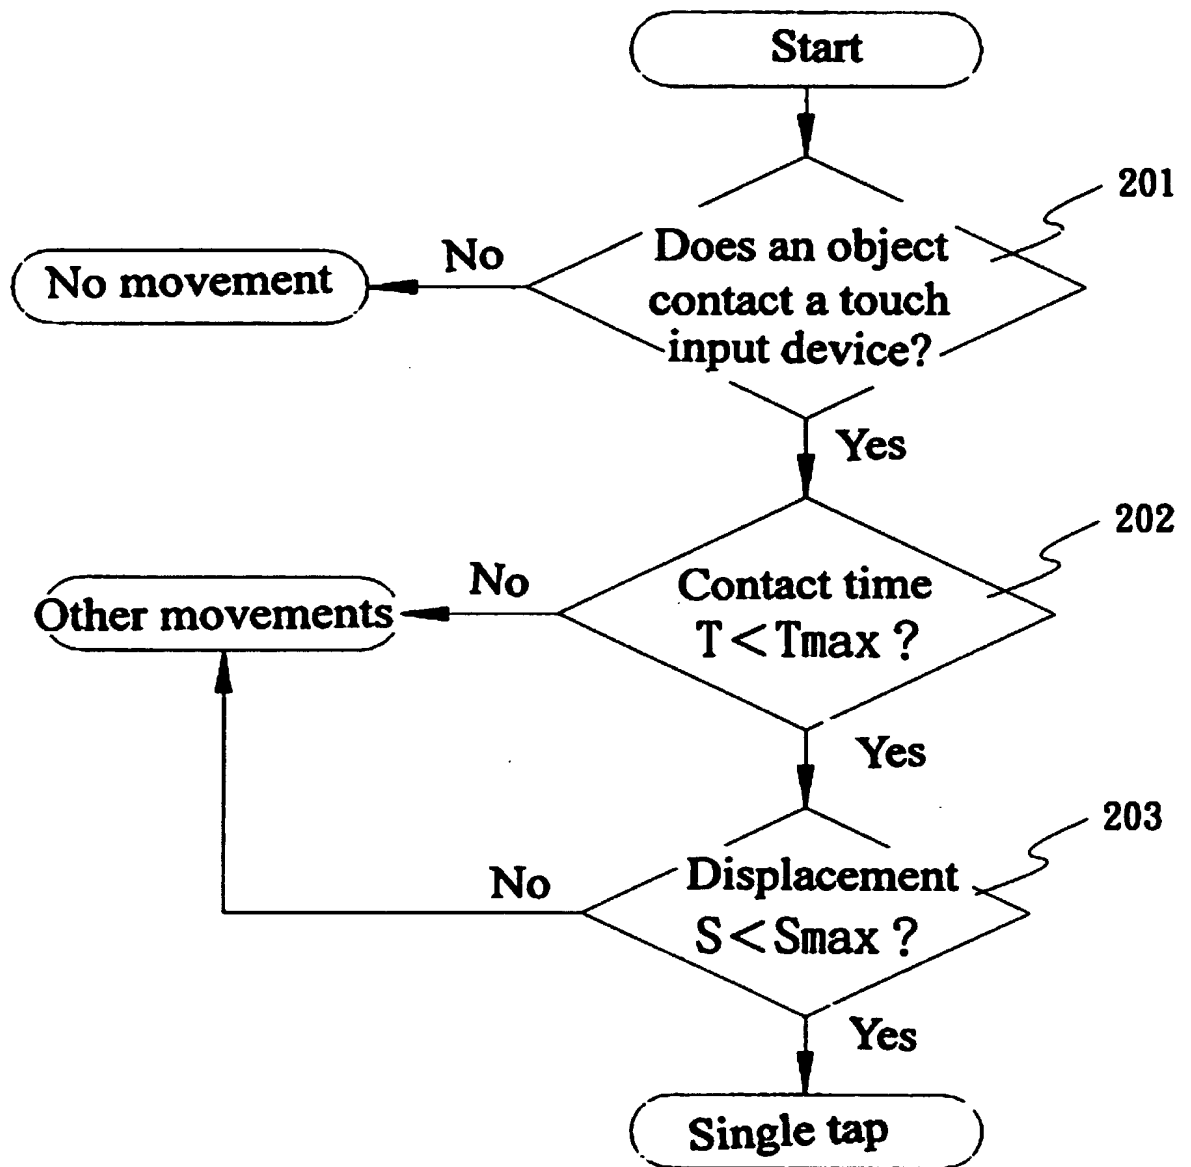 Start
201
Does an object
contact a touch
input device?
No
No movement
Yes
202
Contact time
T<Tmax ?
No
Other movements
Yes
203
Displacement
S<Smax ?
No
Yes
Single tap